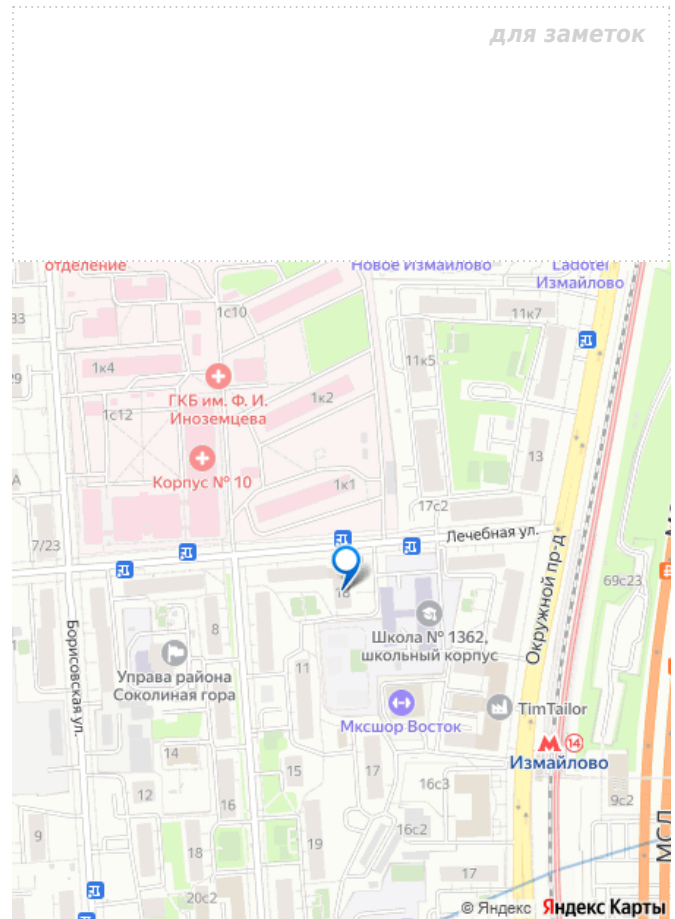 для заметок
отделение
Новое Измайлово
Ladotel
Измайлово
1с10
11к7
33
11к5
1к4
29
ГКБ им. Ф. И.
Иноземцева
1к2
1с12
13
Корпус № 10
1к1
17с2
Лечебная ул.
7/23
Окружной пр-д
69с23
18
8
Школа № 1362,
школьный корпус
Борисовская ул.
11
Управа района
Соколиная гора
TimTailor
Мксшор Восток
14
Измайлово
14
15
17
12
16с3
16
9с2
9
16с2
19
18
МСД
17
20с2
© Яндекс Яндекс Карты